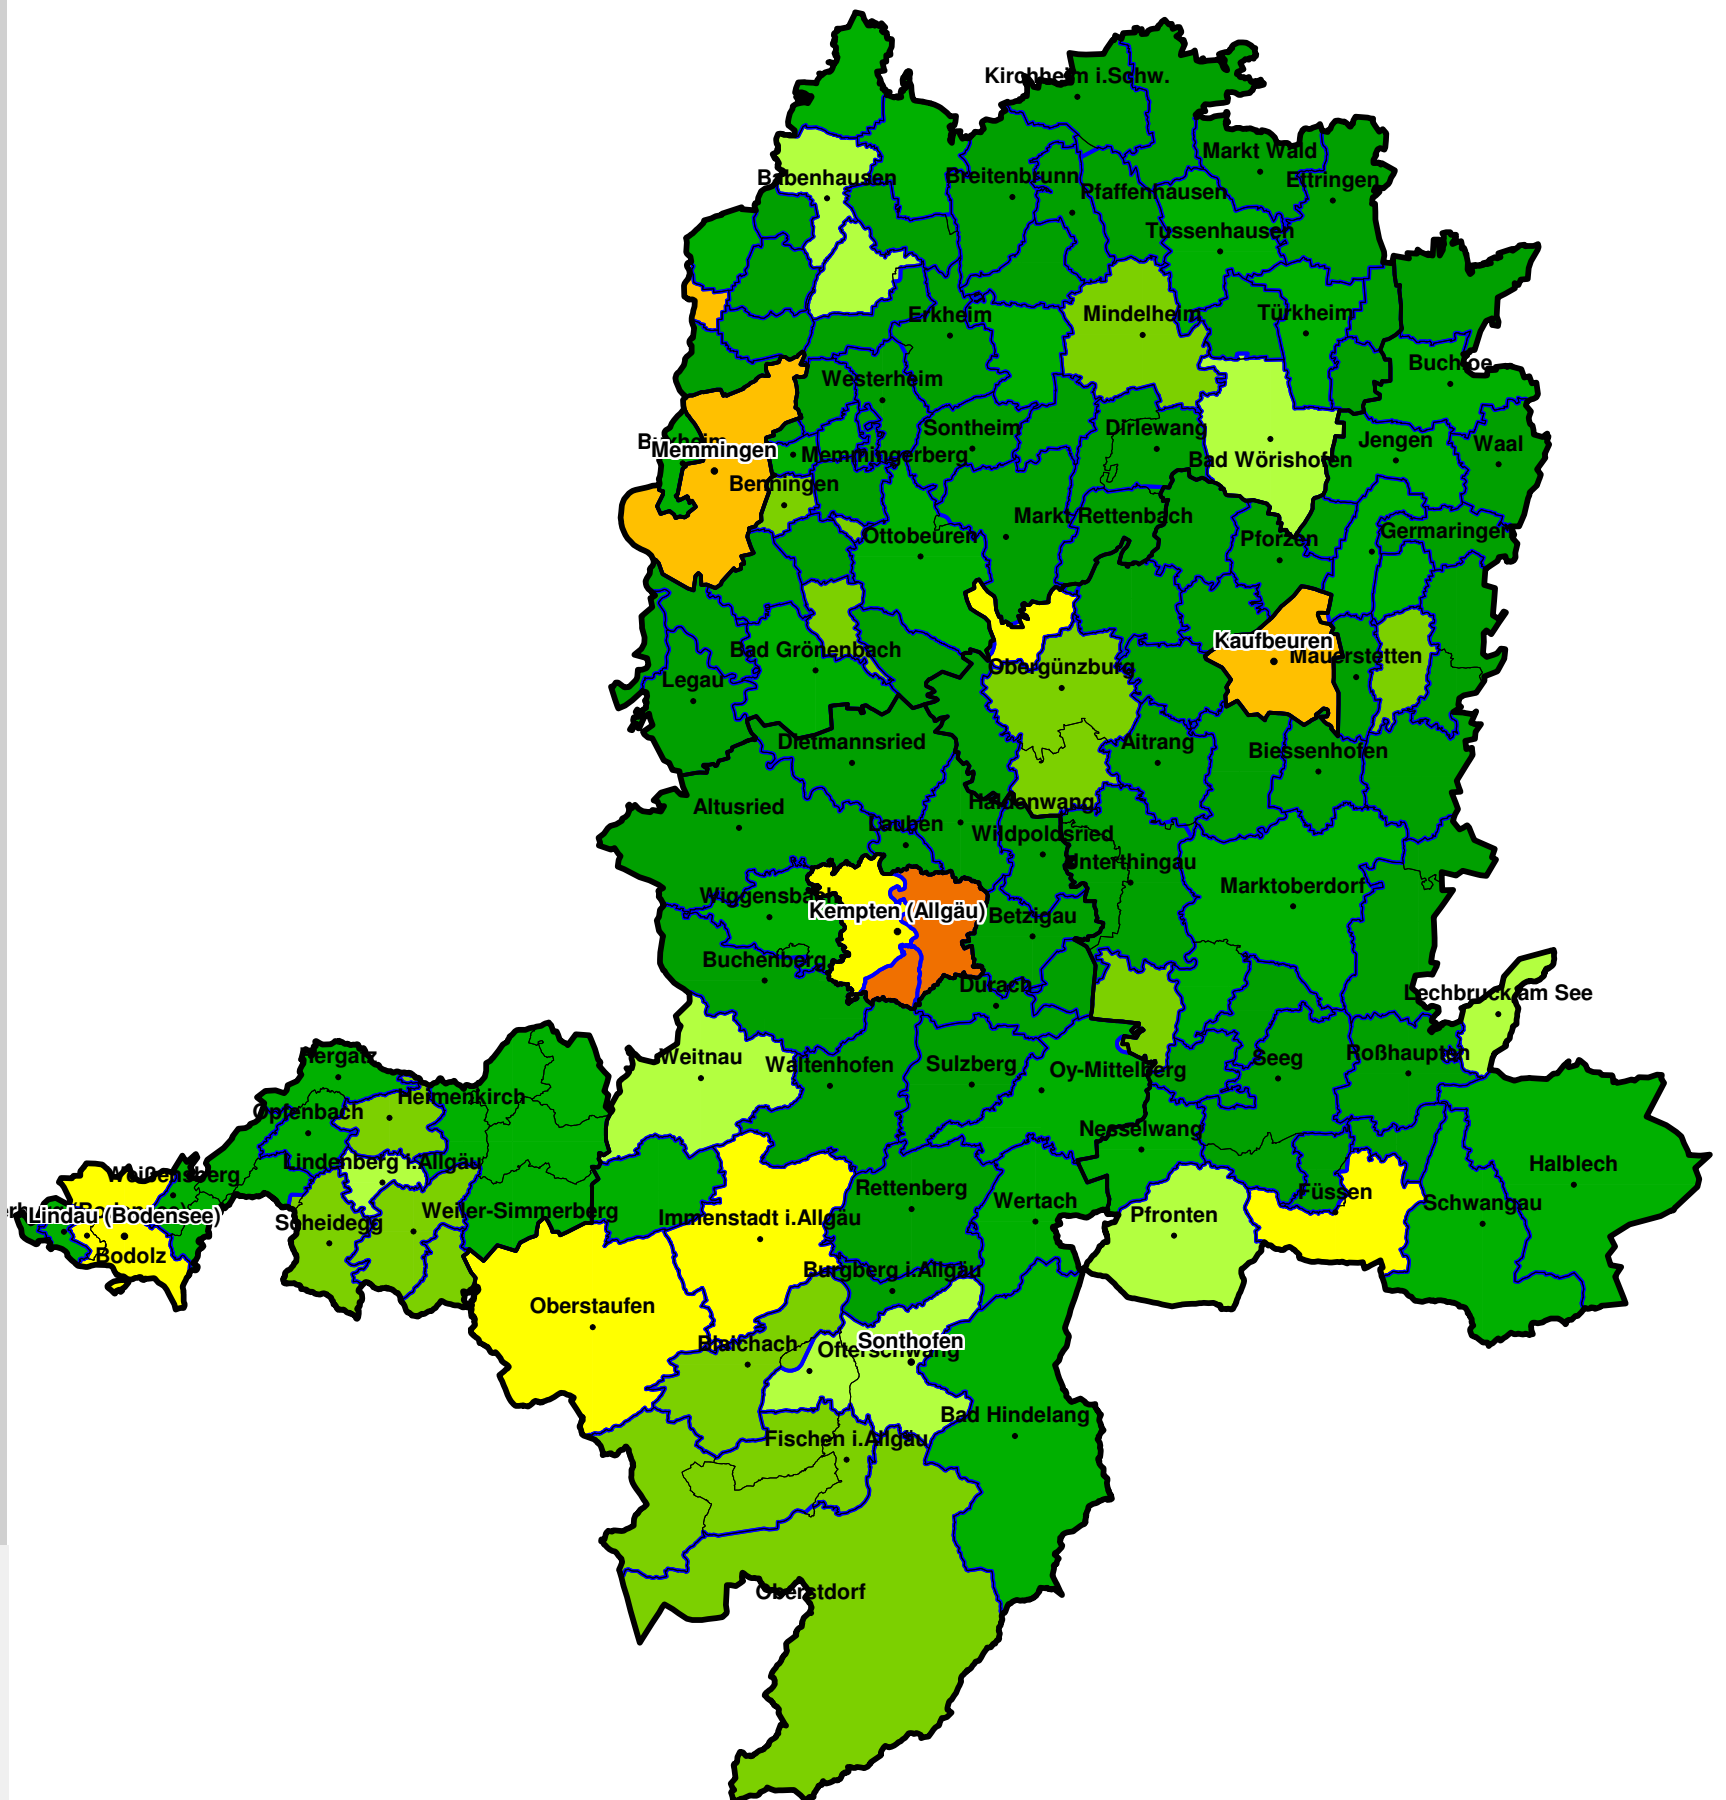 Kirchheim i.Schw.
Markt Wald
Babenhausen
Breitenbrunn
Pfaffenhausen
Ettringen
Tussenhausen
Erkheim
Mindelheim
Türkheim
Buchloe
Westerheim
Memmingen
Memmingerberg
Sontheim
Dirlewang
Bad Wörishofen
Jengen
Waal
Benningen
Markt Rettenbach
Ottobeuren
Pforzen
Germaringen
Kaufbeuren
Mauerstetten
Bad Grönenbach
Legau
Obergünzburg
Dietmannsried
Aitrang
Biessenhofen
Altusried
Haldenwang
Lauben
Wildpoldsried
Unterthingau
Wiggensbach
Kempten (Allgäu)
Betzigau
Marktoberdorf
Buchenberg
Durach
Lechbruck am See
Hergatz
Weitnau
Waltenhofen
Sulzberg
Oy-Mittelberg
Seeg
Roßhaupten
Opfenbach
Heimenkirch
Nesselwang
Weißensberg
Lindenberg i.Allgäu
Rettenberg
Wertach
Füssen
Halblech
Schwangau
Lindau (Bodensee)
Scheidegg
Weiler-Simmerberg
Immenstadt i.Allgäu
Pfronten
Bodolz
Burgberg i.Allgäu
Oberstaufen
Blaichach
Ofterschwang
Sonthofen
Bad Hindelang
Fischen i.Allgäu
Oberstdorf